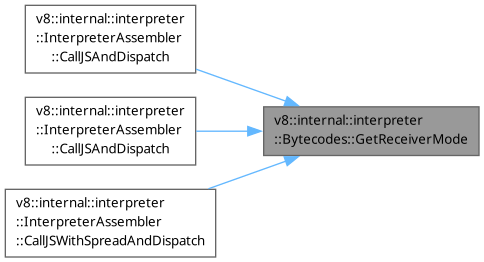 v8::internal::interpreter
::InterpreterAssembler
::CallJSAndDispatch
v8::internal::interpreter
::InterpreterAssembler
::CallJSAndDispatch
v8::internal::interpreter
::InterpreterAssembler
::CallJSWithSpreadAndDispatch
v8::internal::interpreter
::Bytecodes::GetReceiverMode